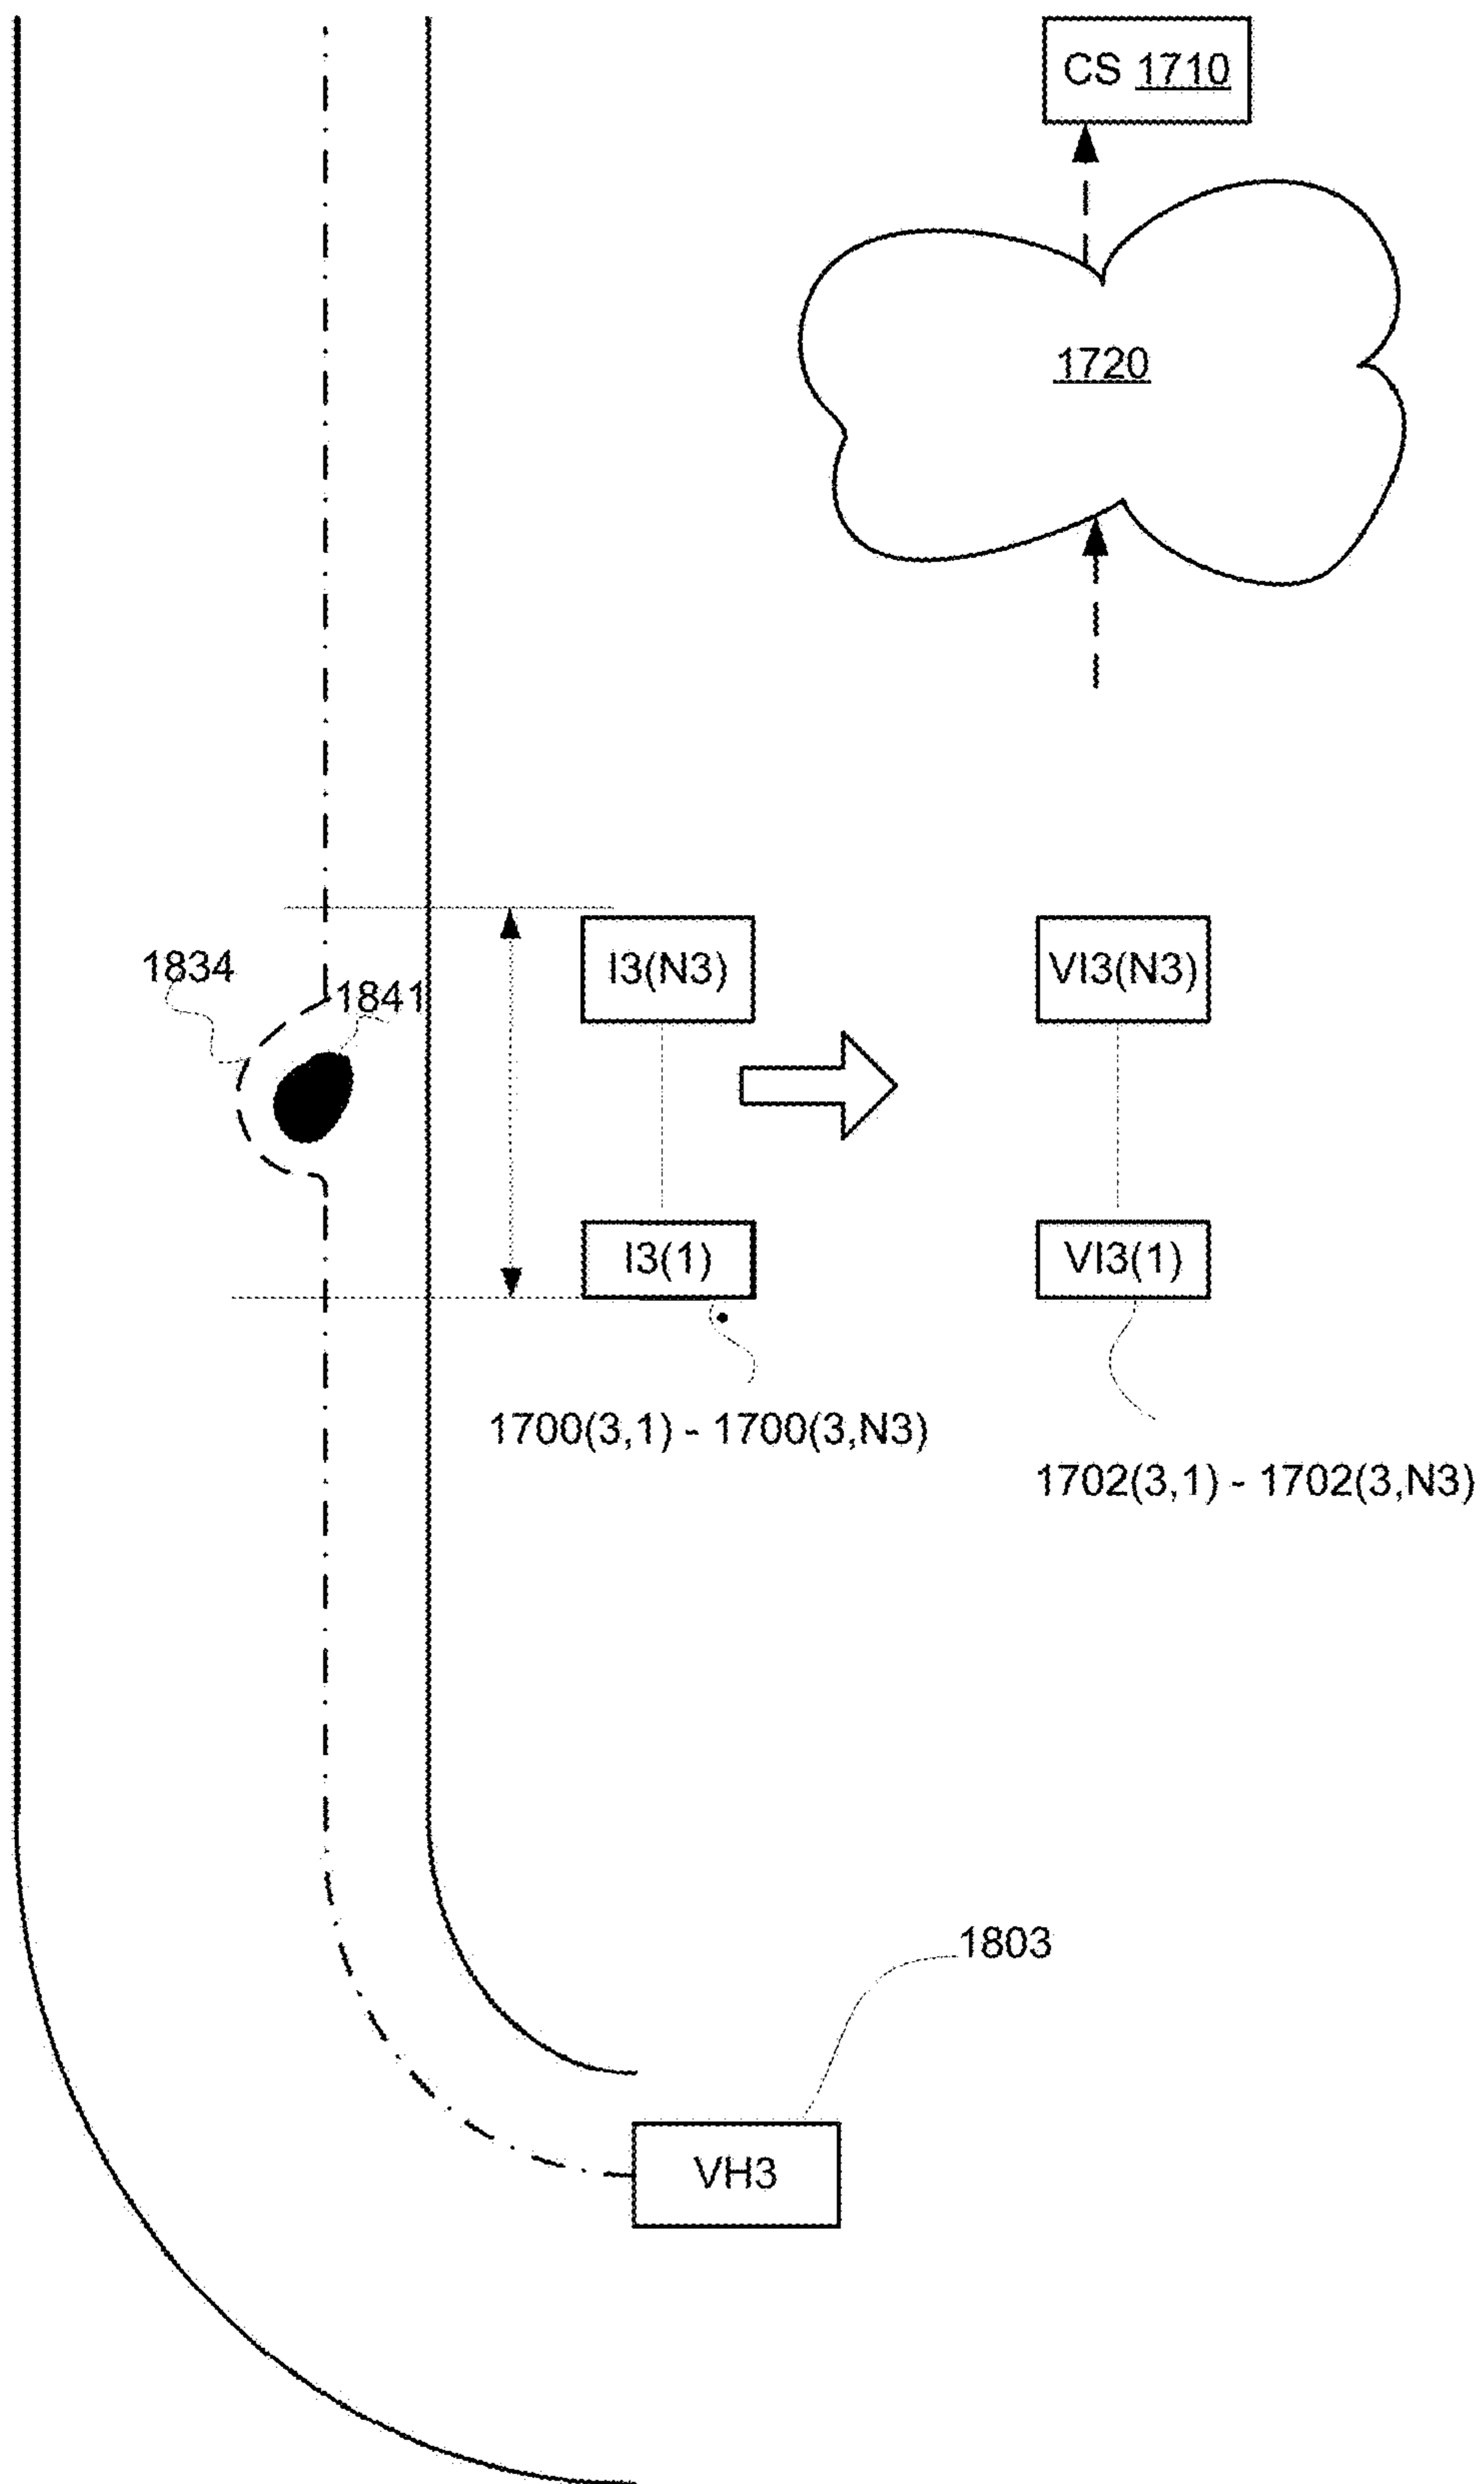 CS 1710
1720
1834
1841
I3(N3)
VI3(N3)
I3(1)
VI3(1)
1700(3,1) - 1700(3,N3)
1702(3,1) - 1702(3,N3)
1803
VH3